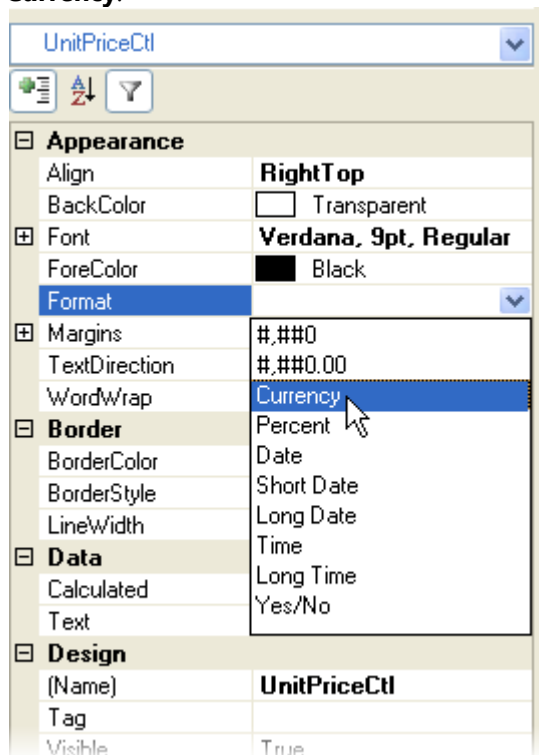 Currency.
UnitPriceCtl
Appearance
Align RightTop
BackColor Transparent
Font Verdana, 9pt, Regular
ForeColor Black
Format
Margins #,##0
TextDirection #,##0.00
WordWrap Currency
Border Percent
BorderColor Date
BorderStyle Short Date
LineWidth Long Date
Data Time
Calculated Long Time
Text Yes/No
Design
(Name) UnitPriceCtl
Tag
Visible True